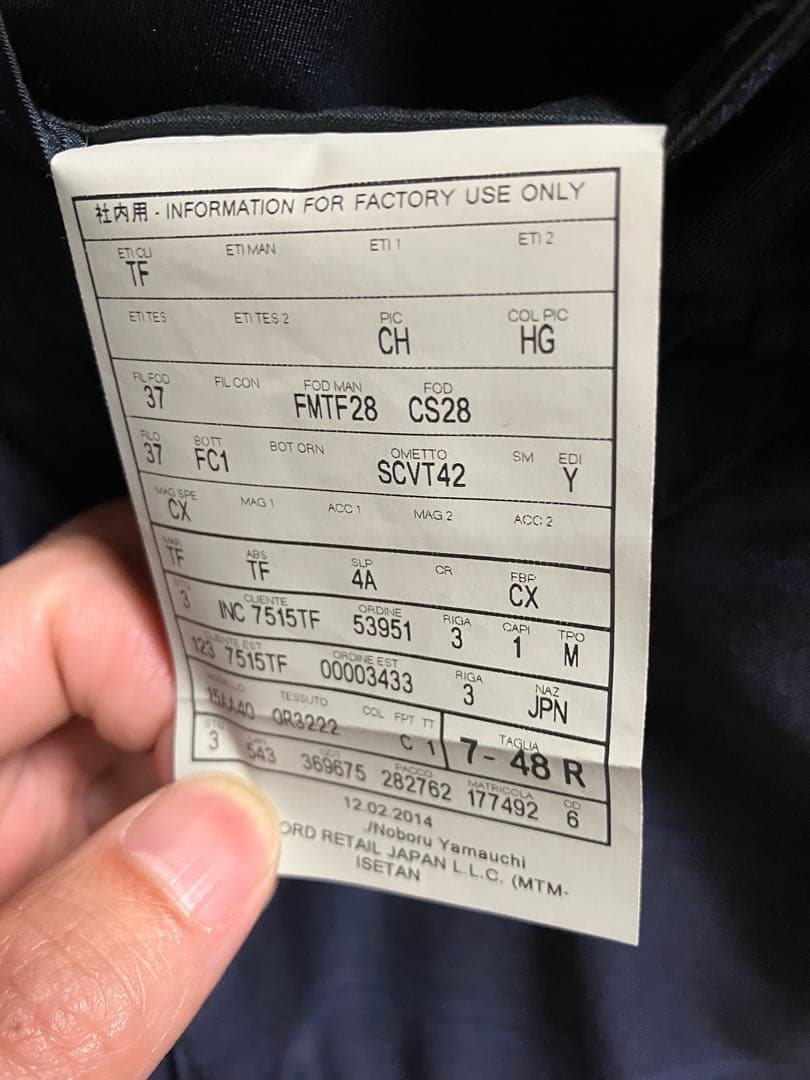 社内用 - INFORMATION FOR FACTORY USE ONLY
ETI CLI ETI MAN ETI 1 ETI 2
TF
ETI TES ETI TES 2 PIC COL PIC
CH HG
FIL FOD FIL CON FOD MAN FOD
37 FMTF28 CS28
FILO BOTT BOT ORN OMETTO SM EDI
37 FC1 SCVT42 Y
MAG SPE MAG 1 ACC 1 MAG 2 ACC 2
CX
MAR ABS SLP CR FBP
TF TF 4A CX
STG CLIENTE ORDINE RIGA CAPI TPO
3 INC 7515TF 53951 3 1 M
CLIENTE EST ORDINE EST RIGA NAZ
123 7515TF 00003433 3 JPN
MODELLO TESSUTO COL FPT TT TAGLIA
15AA40 QR3222 C 1 7- 48 R
STG PACCO MATRICOLA CD
3 543 369675 282762 177492 6
12.02.2014
./Noboru Yamauchi
ORD RETAIL JAPAN L.L.C. (MTM-
ISETAN